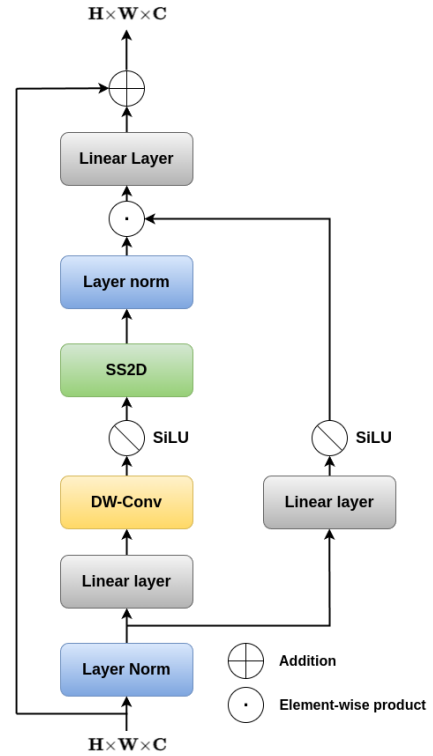 H×W×C
Linear Layer
Layer norm
SS2D
SiLU
SiLU
DW-Conv
Linear layer
Linear layer
Layer Norm
Addition
Element-wise product
H×W×C